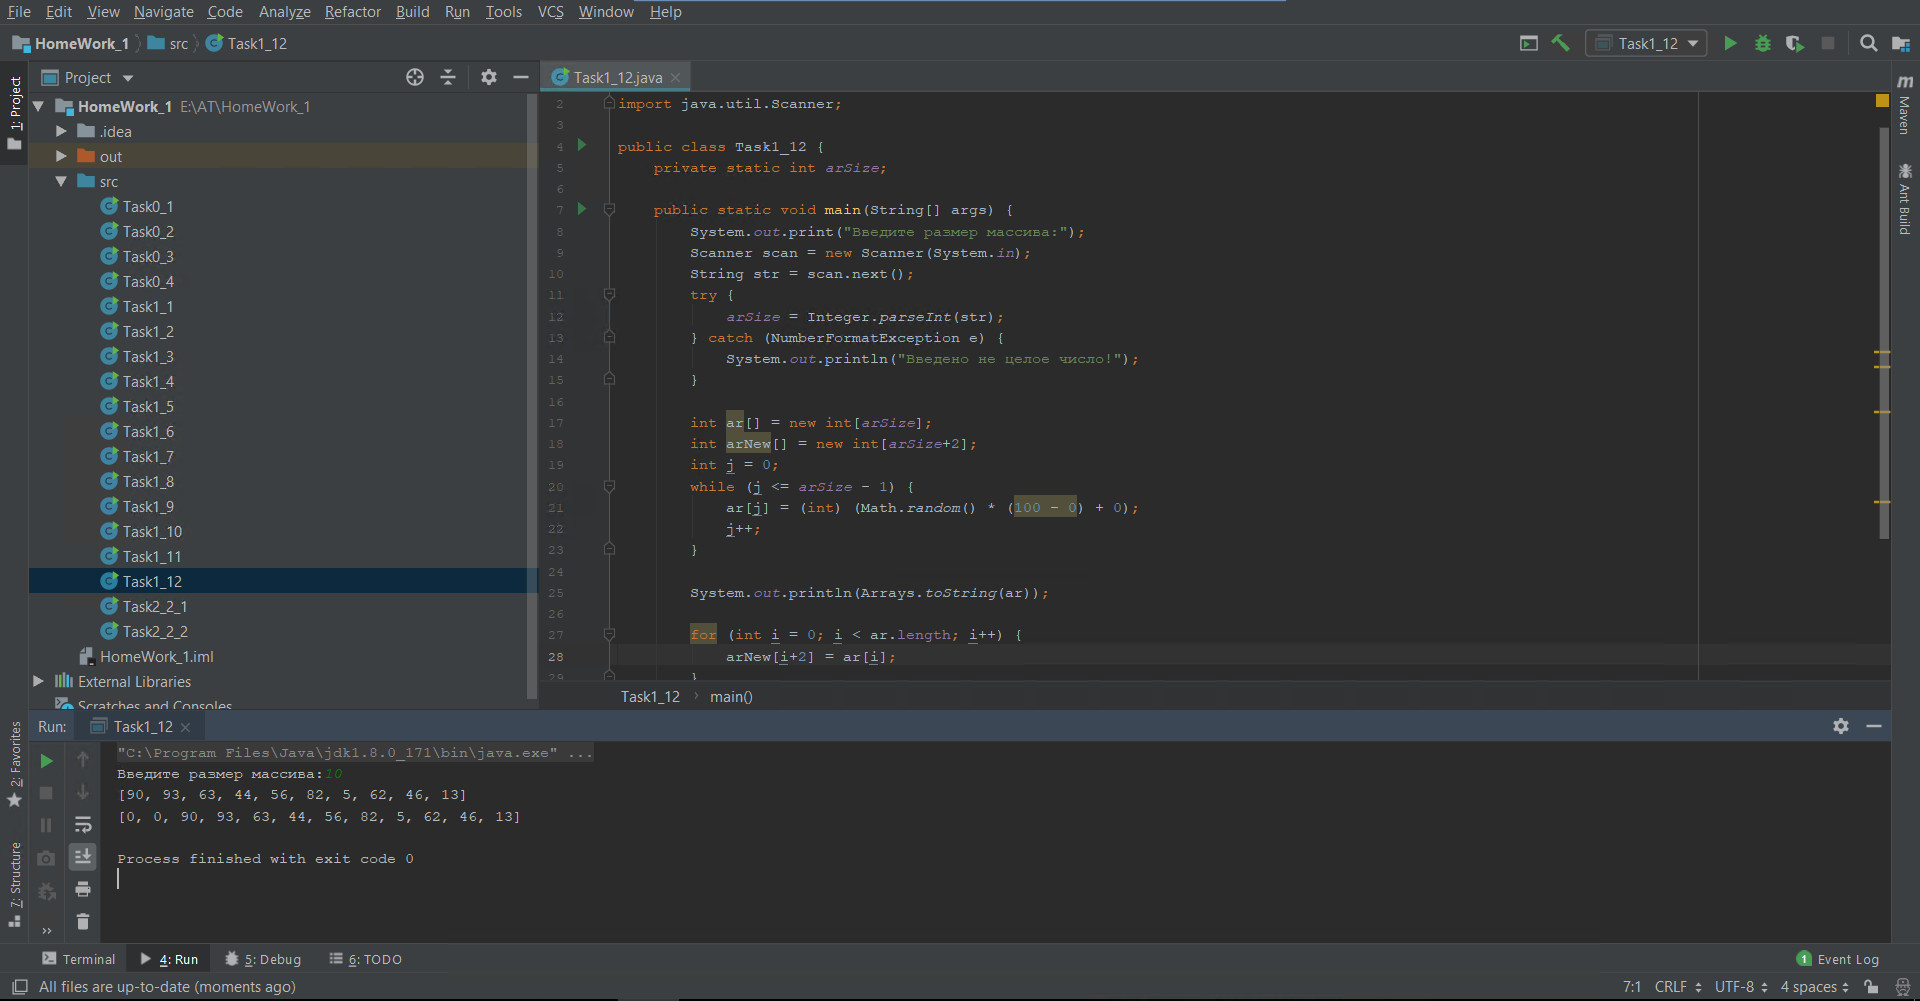 File Edit View Navigate Code Analyze Refactor Build Run Tools VCS Window Help
HomeWork_1 src Task1_12
Task1_12
1: Project
Project
HomeWork_1 E:\AT\HomeWork_1
.idea
out
src
Task0_1
Task0_2
Task0_3
Task0_4
Task1_1
Task1_2
Task1_3
Task1_4
Task1_5
Task1_6
Task1_7
Task1_8
Task1_9
Task1_10
Task1_11
Task1_12
Task2_2_1
Task2_2_2
HomeWork_1.iml
External Libraries
Scratches and Consoles
Task1_12.java
2 import java.util.Scanner;
3
4 public class Task1_12 {
5 private static int arSize;
6
7 public static void main(String[] args) {
8 System.out.print("Введите размер массива:");
9 Scanner scan = new Scanner(System.in);
10 String str = scan.next();
11 try {
12 arSize = Integer.parseInt(str);
13 } catch (NumberFormatException e) {
14 System.out.println("Введено не целое число!");
15 }
16
17 int ar[] = new int[arSize];
18 int arNew[] = new int[arSize+2];
19 int j = 0;
20 while (j <= arSize - 1) {
21 ar[j] = (int) (Math.random() * (100 - 0) + 0);
22 j++;
23 }
24
25 System.out.println(Arrays.toString(ar));
26
27 for (int i = 0; i < ar.length; i++) {
28 arNew[i+2] = ar[i];
29 }
Task1_12 main()
Maven
Ant Build
2: Favorites
7: Structure
Run: Task1_12
"C:\Program Files\Java\jdk1.8.0_171\bin\java.exe" ...
Введите размер массива:10
[90, 93, 63, 44, 56, 82, 5, 62, 46, 13]
[0, 0, 90, 93, 63, 44, 56, 82, 5, 62, 46, 13]
Process finished with exit code 0
Terminal 4: Run 5: Debug 6: TODO 1 Event Log
All files are up-to-date (moments ago) 7:1 CRLF UTF-8 4 spaces